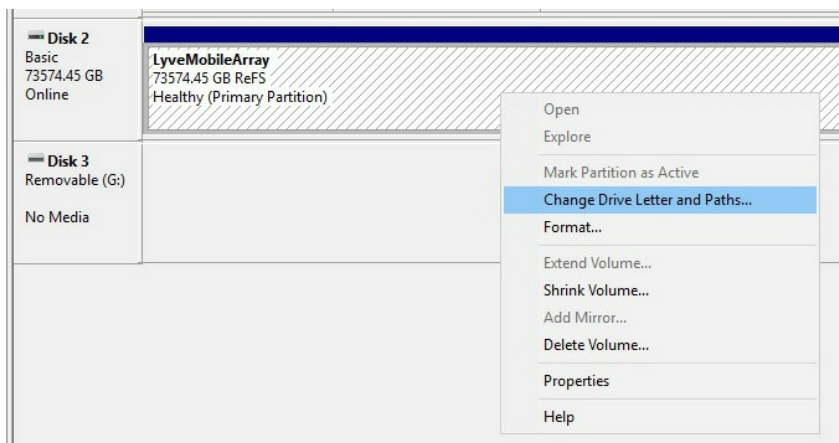 Disk 2
Basic
73574.45 GB
Online
LyveMobileArray
73574.45 GB ReFS
Healthy (Primary Partition)
Disk 3
Removable (G:)
No Media
Open
Explore
Mark Partition as Active
Change Drive Letter and Paths...
Format...
Extend Volume...
Shrink Volume...
Add Mirror...
Delete Volume...
Properties
Help